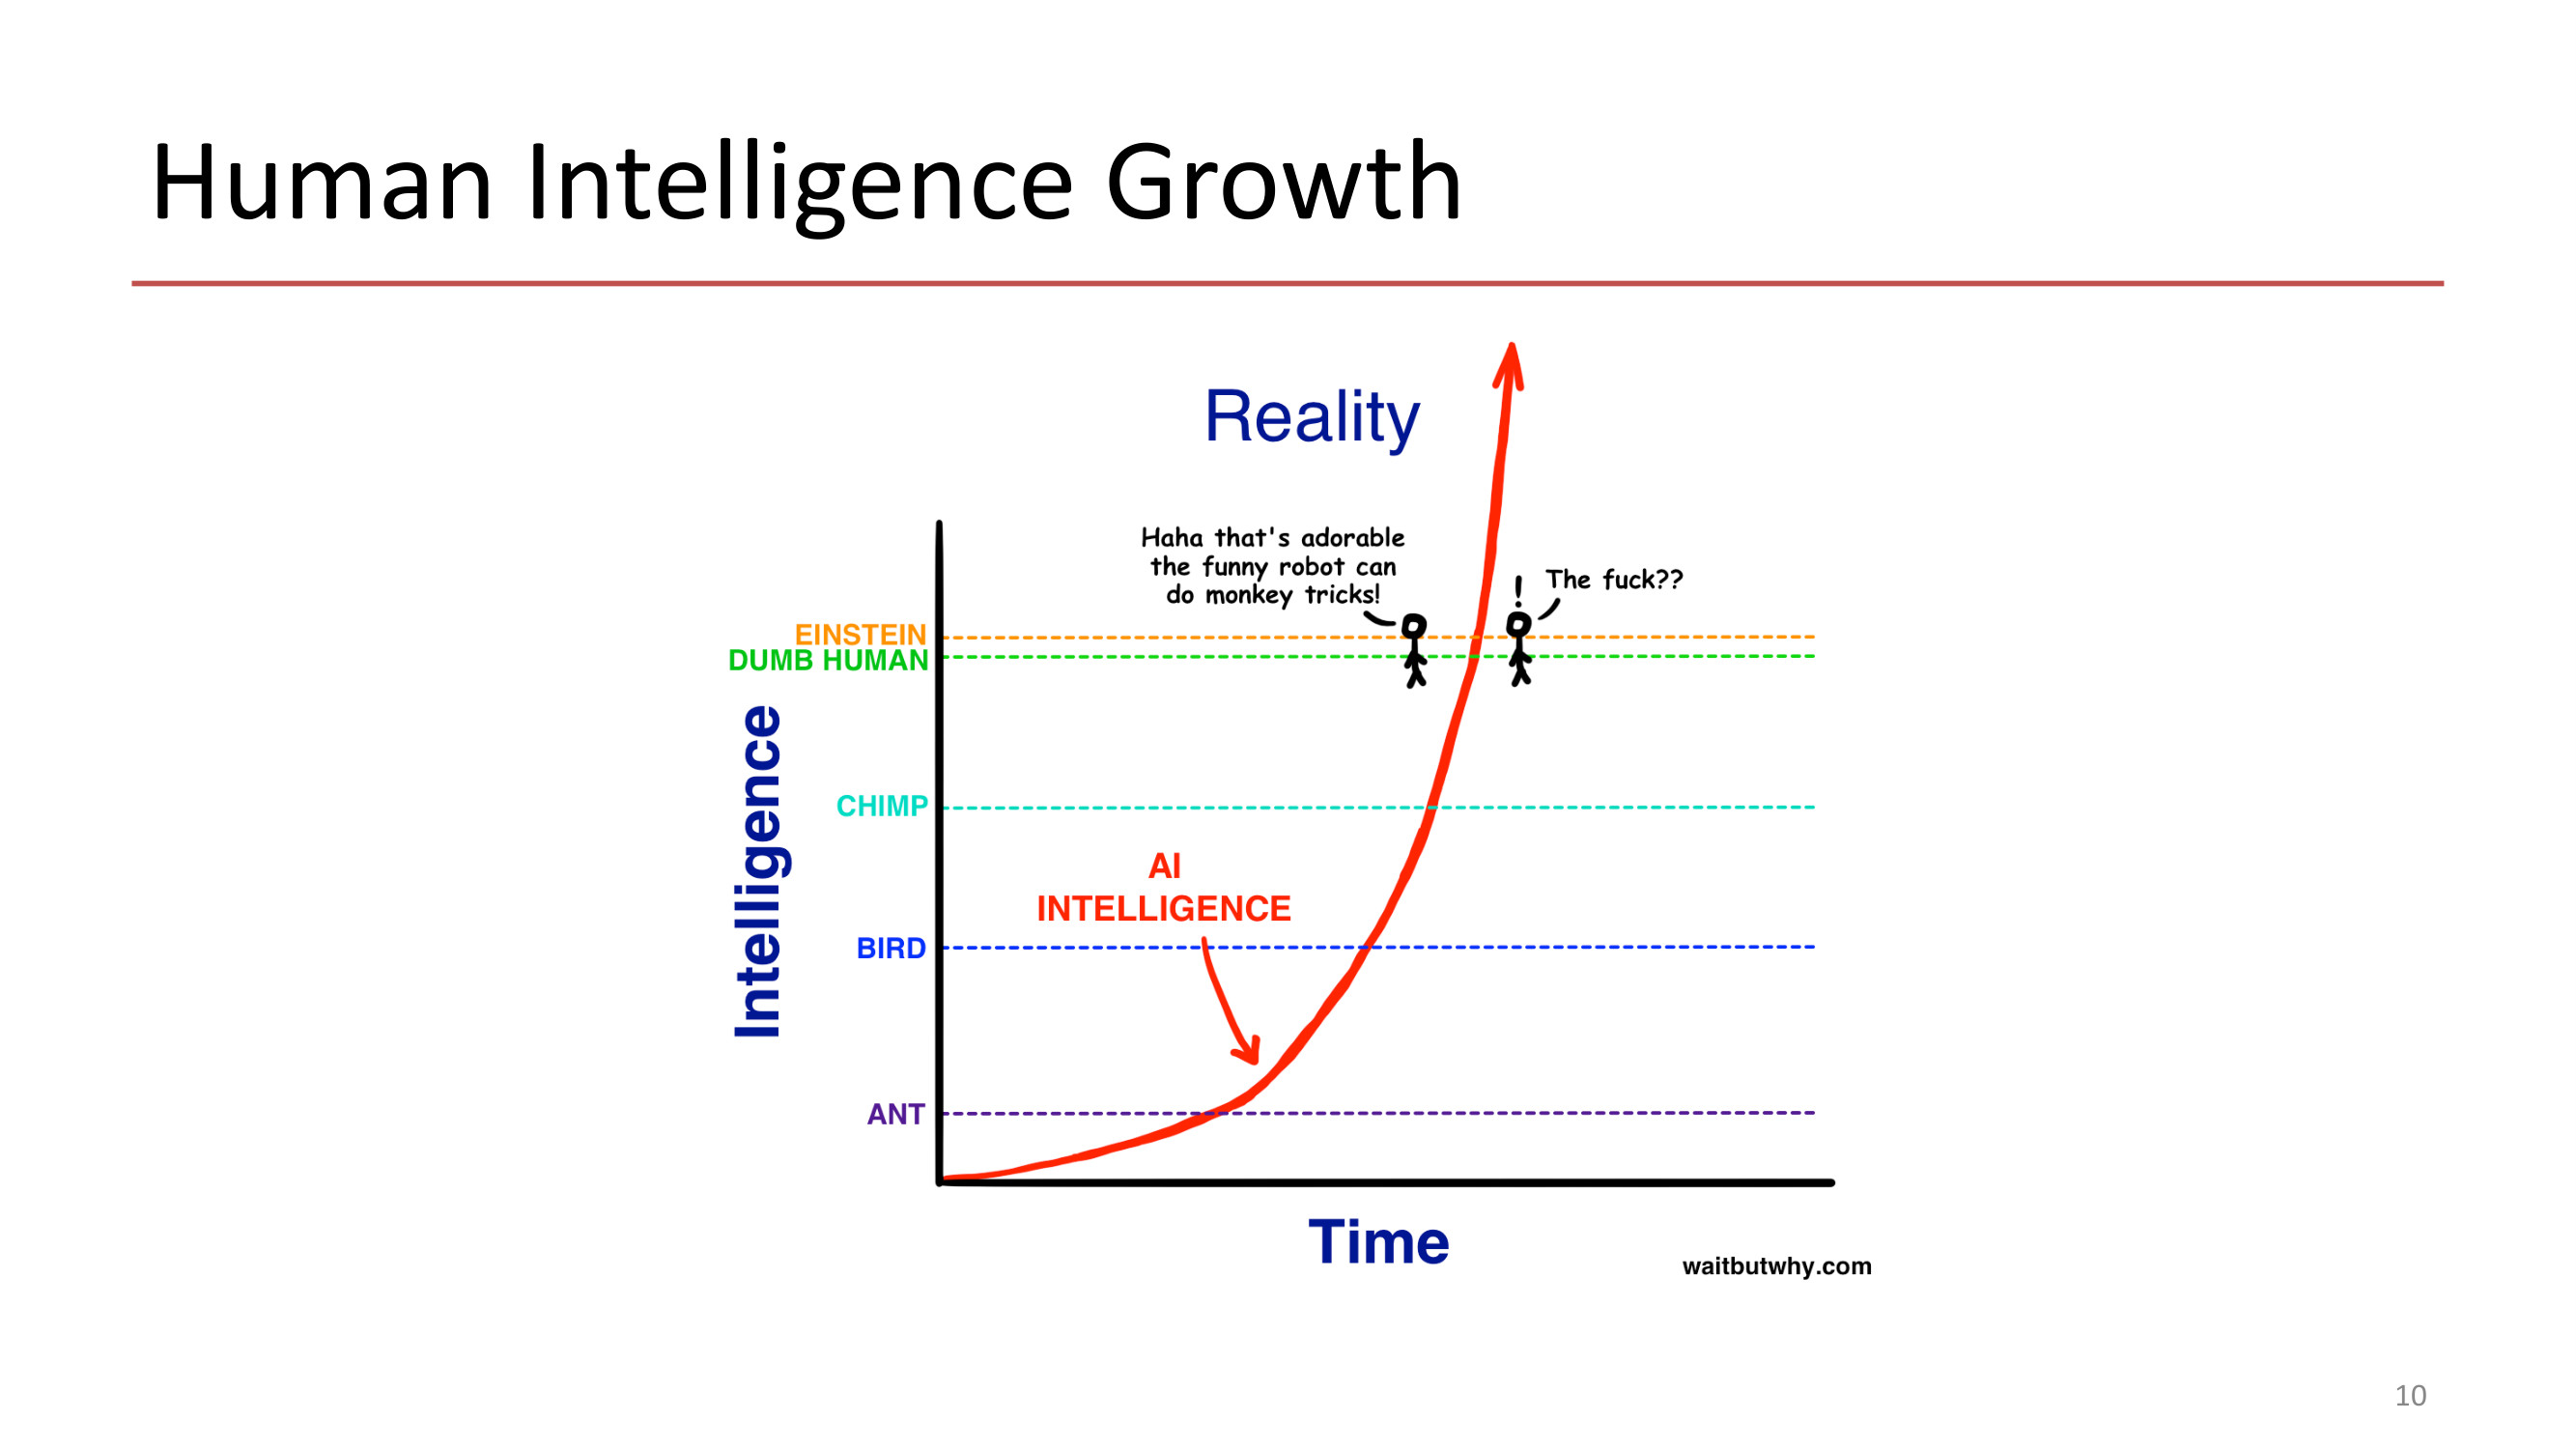 Human Intelligence Growth
Reality
Haha that's adorable
the funny robot can
do monkey tricks!
! The fuck??
EINSTEIN
DUMB HUMAN
CHIMP
AI
INTELLIGENCE
BIRD
ANT
Intelligence
Time
waitbutwhy.com
10